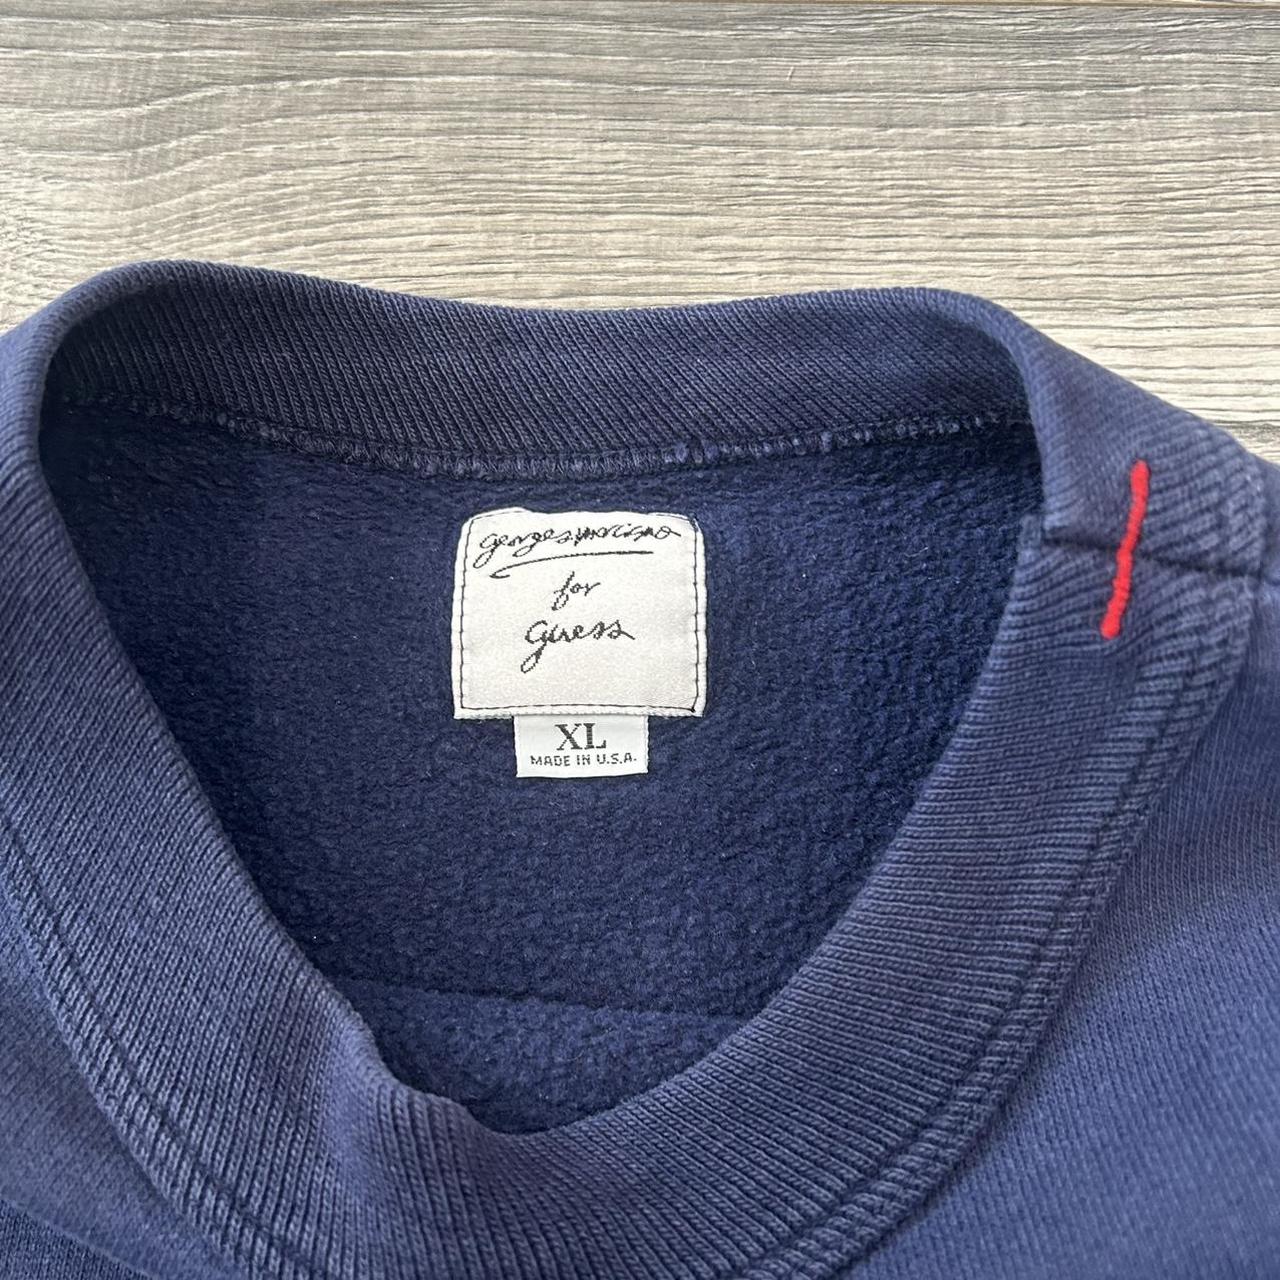 georges marciano
for
Guess
XL
MADE IN U.S.A.